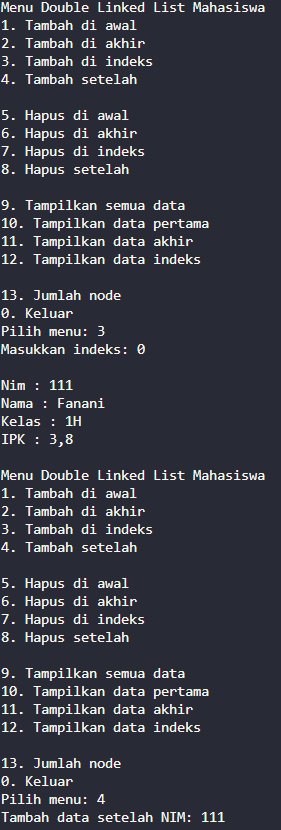 Menu Double Linked List Mahasiswa
1. Tambah di awal
2. Tambah di akhir
3. Tambah di indeks
4. Tambah setelah

5. Hapus di awal
6. Hapus di akhir
7. Hapus di indeks
8. Hapus setelah

9. Tampilkan semua data
10. Tampilkan data pertama
11. Tampilkan data akhir
12. Tampilkan data indeks

13. Jumlah node
0. Keluar
Pilih menu: 3
Masukkan indeks: 0

Nim : 111
Nama : Fanani
Kelas : 1H
IPK : 3,8

Menu Double Linked List Mahasiswa
1. Tambah di awal
2. Tambah di akhir
3. Tambah di indeks
4. Tambah setelah

5. Hapus di awal
6. Hapus di akhir
7. Hapus di indeks
8. Hapus setelah

9. Tampilkan semua data
10. Tampilkan data pertama
11. Tampilkan data akhir
12. Tampilkan data indeks

13. Jumlah node
0. Keluar
Pilih menu: 4
Tambah data setelah NIM: 111